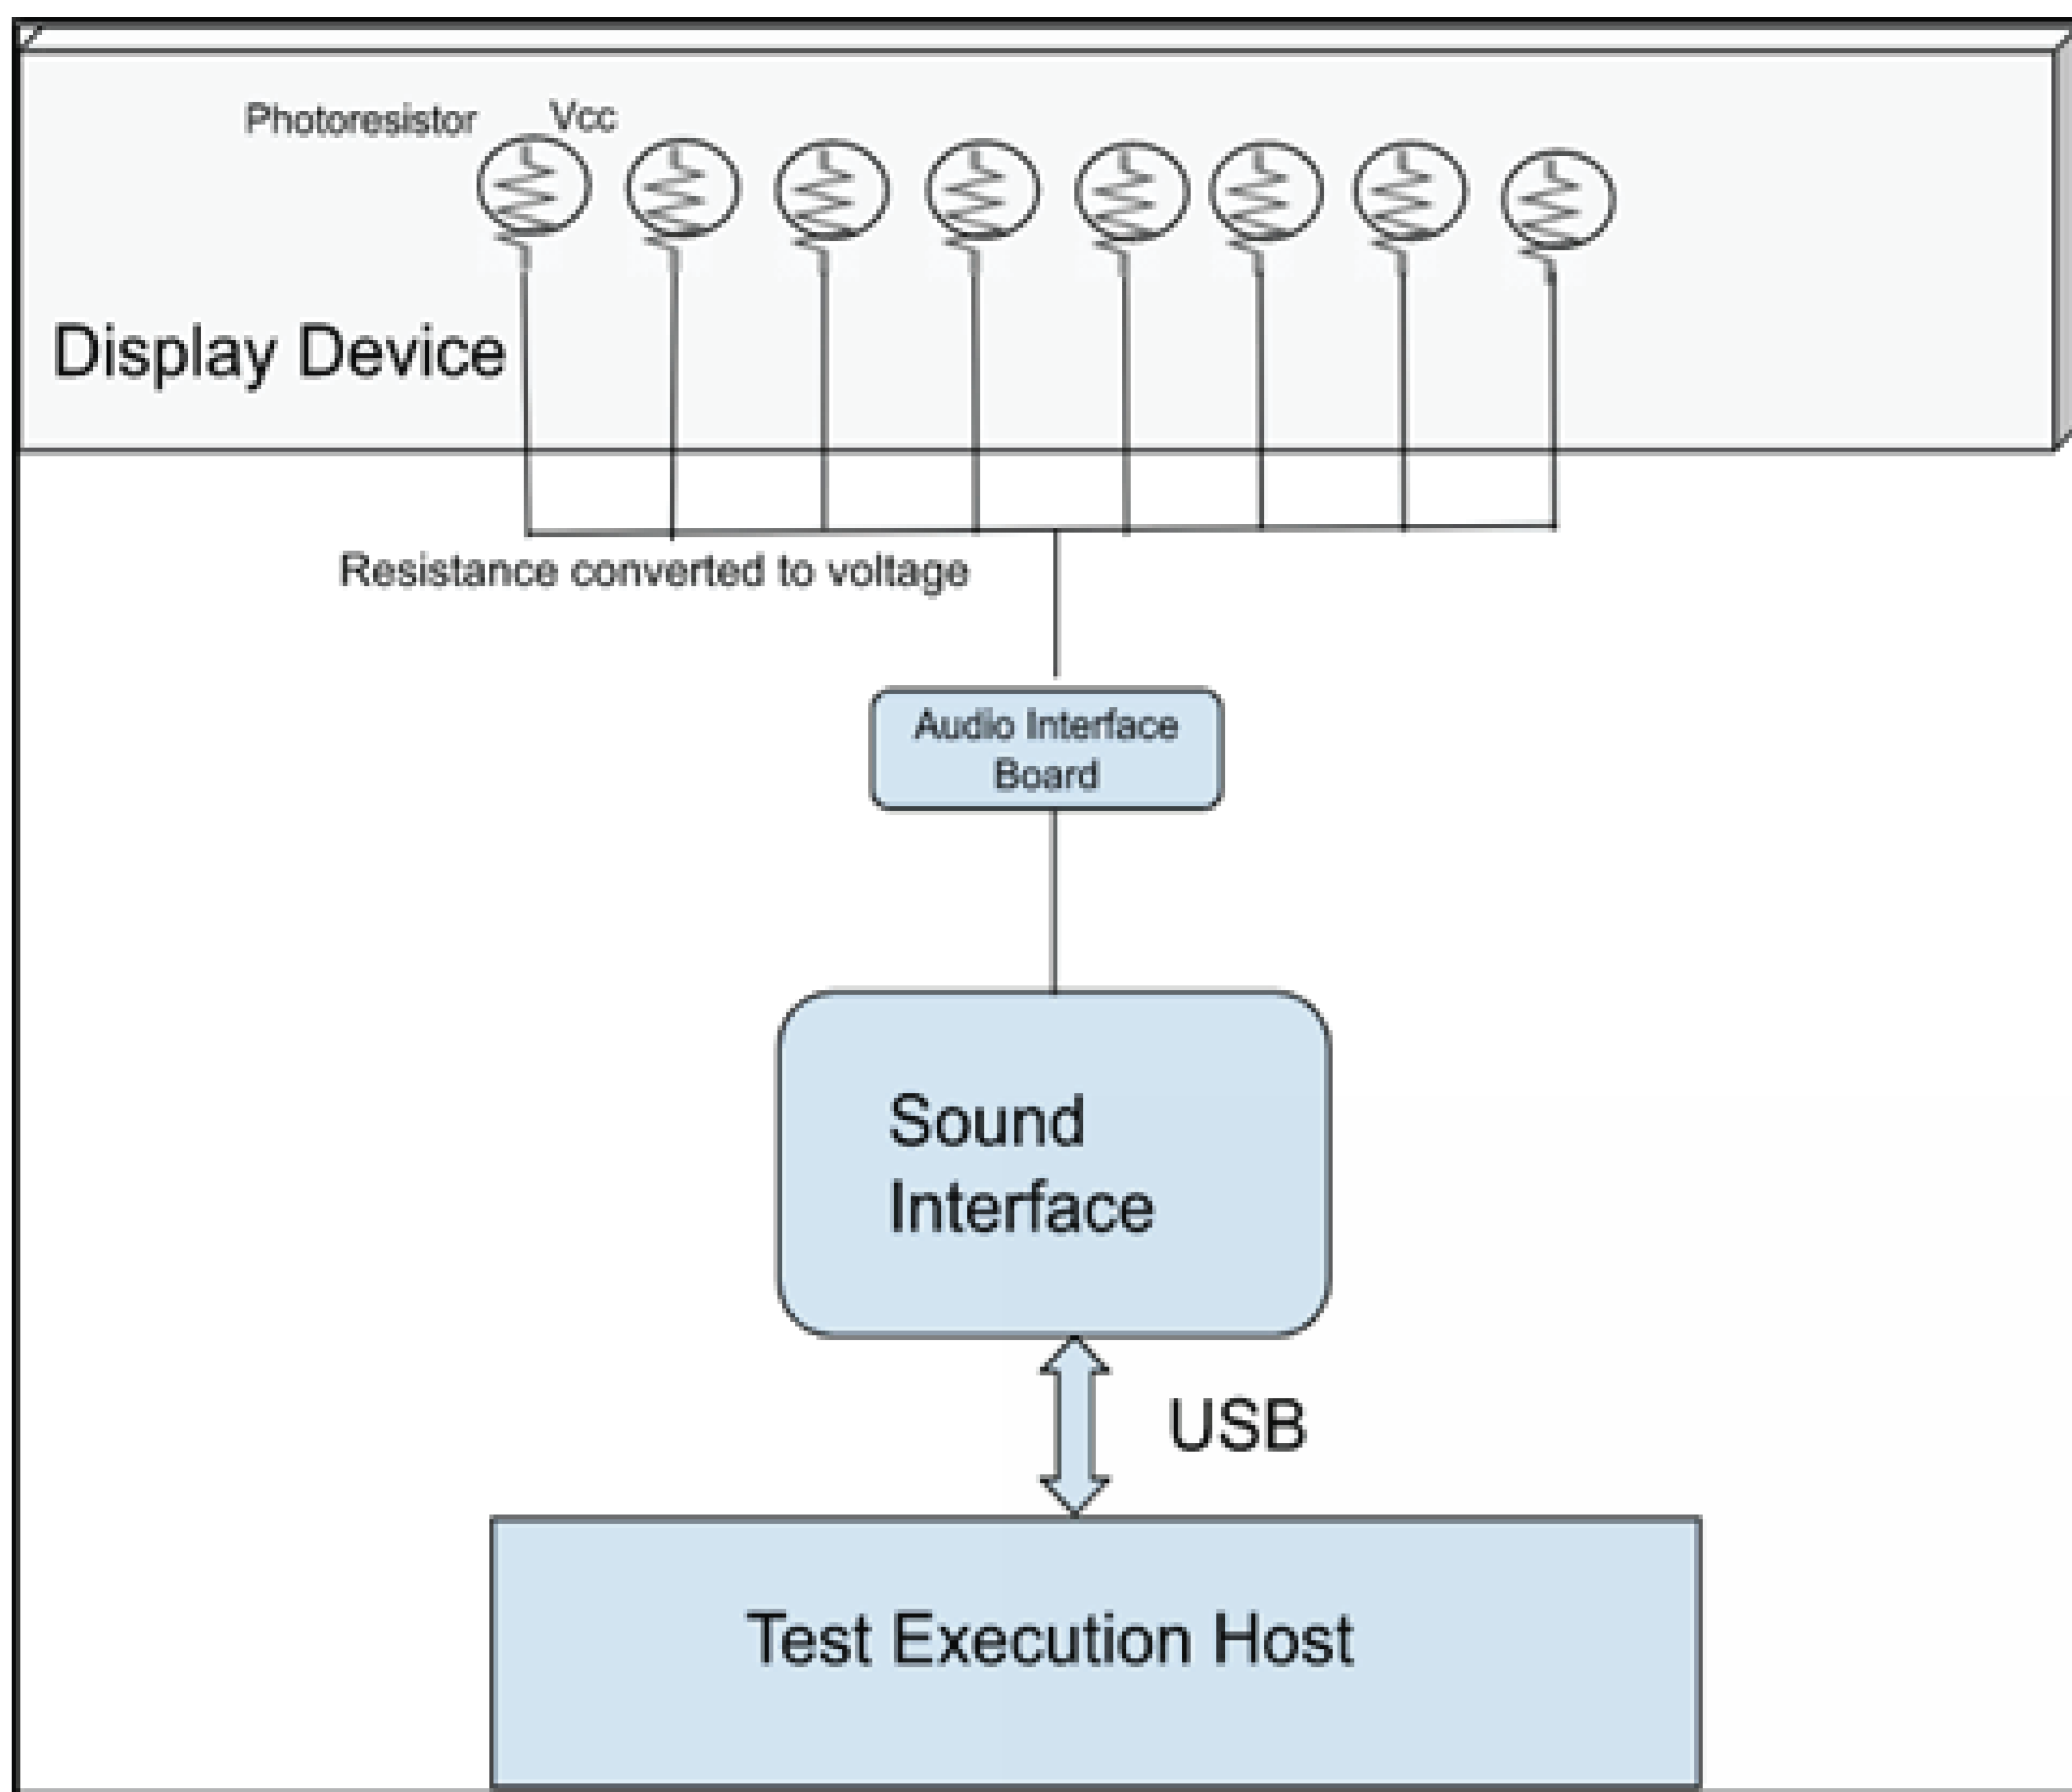 Photoresistor Vcc
Display Device
Resistance converted to voltage
Audio Interface
Board
Sound
Interface
USB
Test Execution Host